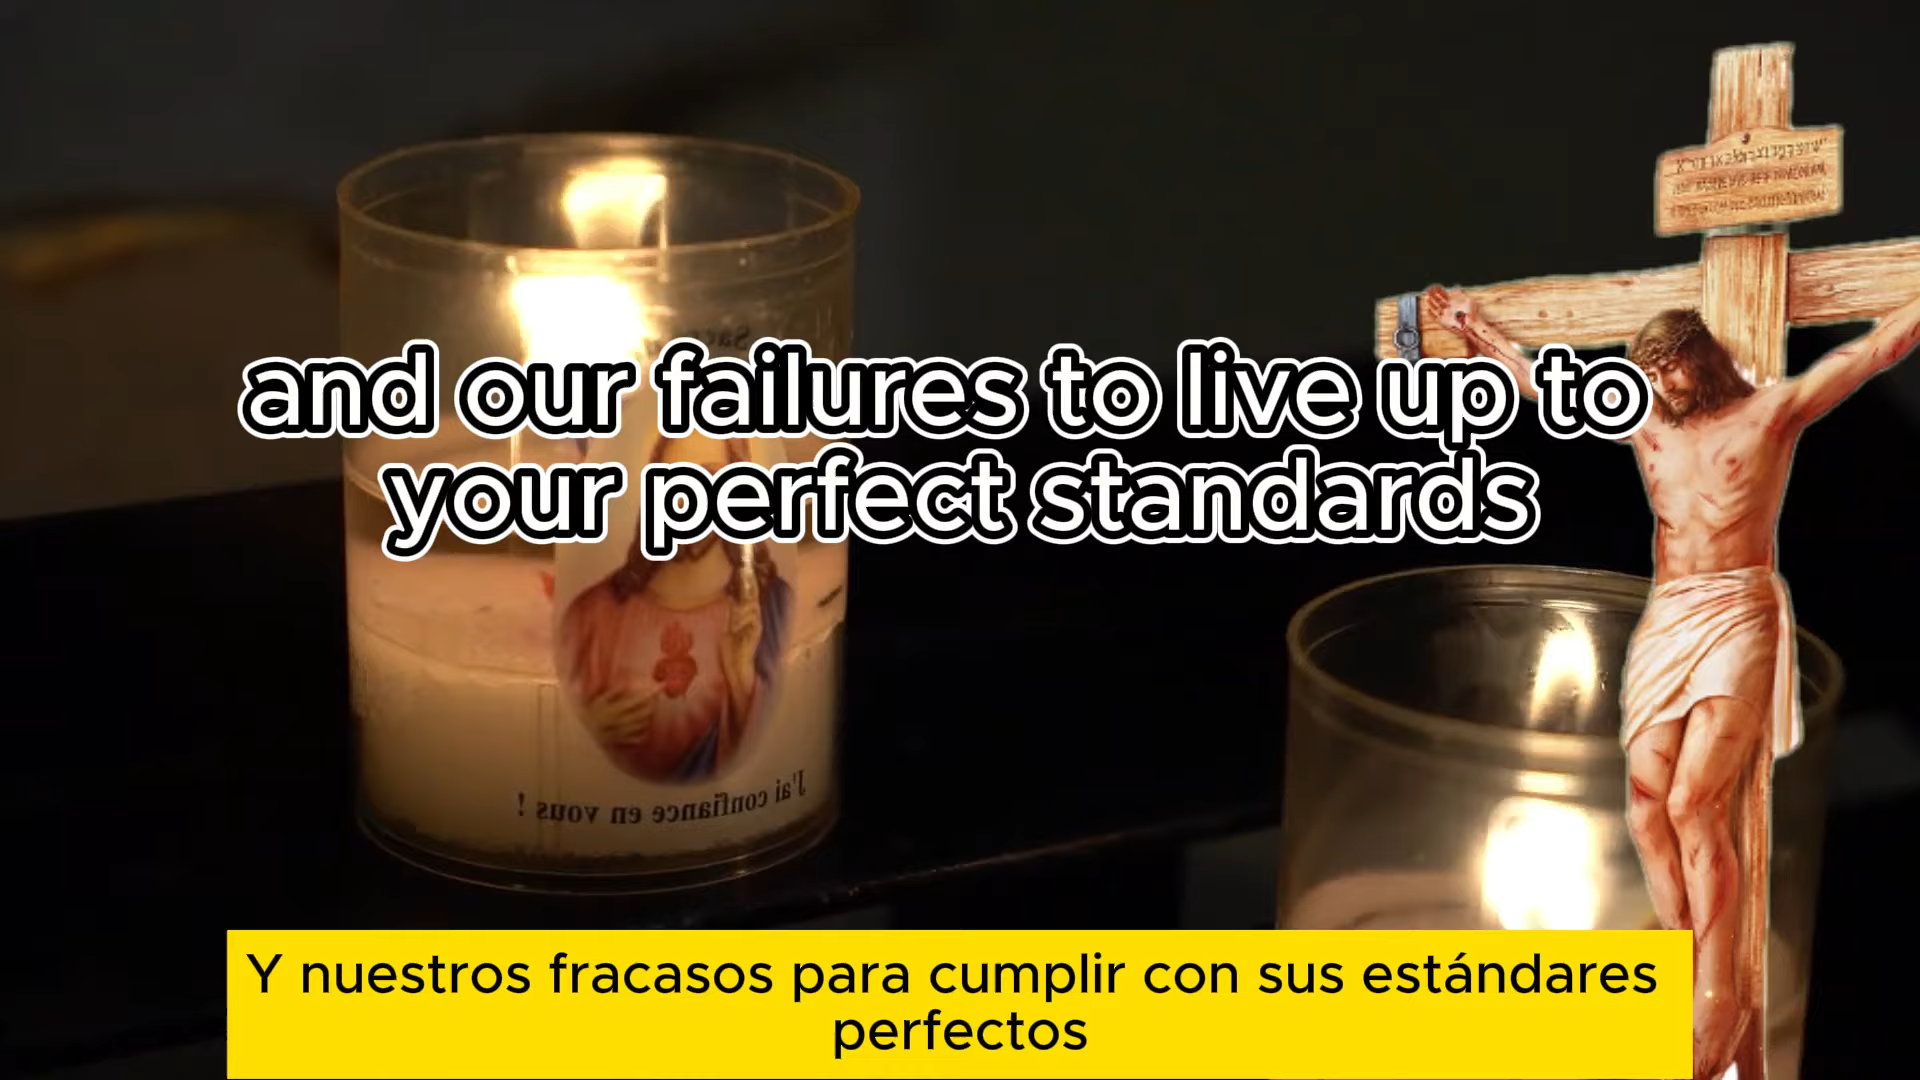 and our failures to live up to
your perfect standards
J'ai confiance en vous !
Y nuestros fracasos para cumplir con sus estándares
perfectos